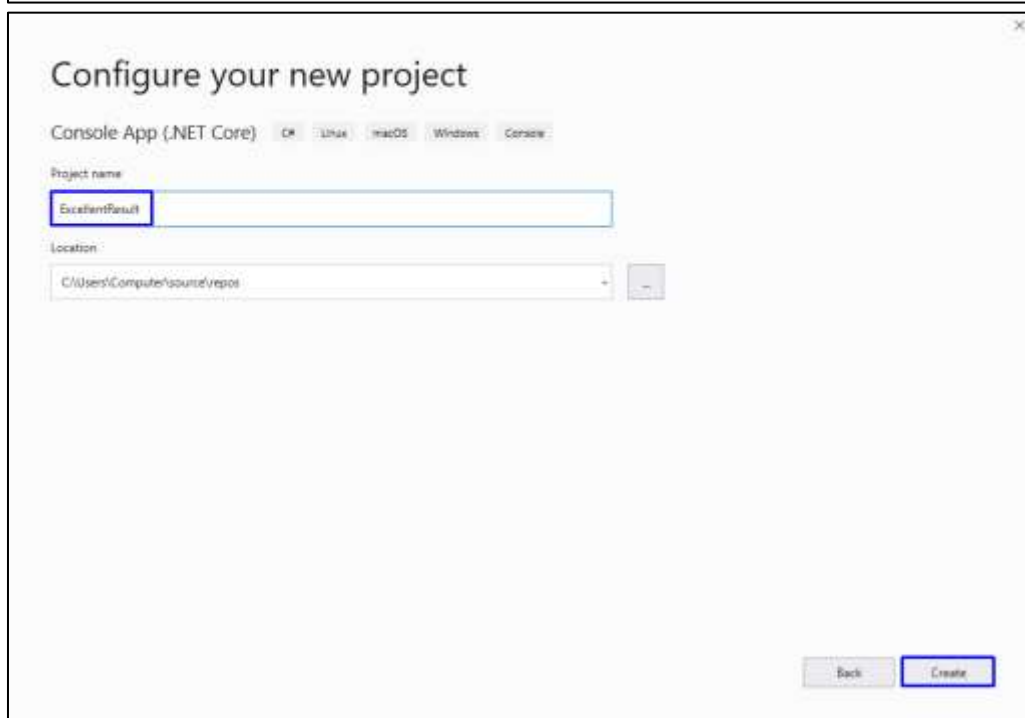 Configure your new project
Console App (.NET Core) C# Linux macOS Windows Console
Project name
ExcellentResult
Location
C:\Users\Computer\source\repos
...
Back Create